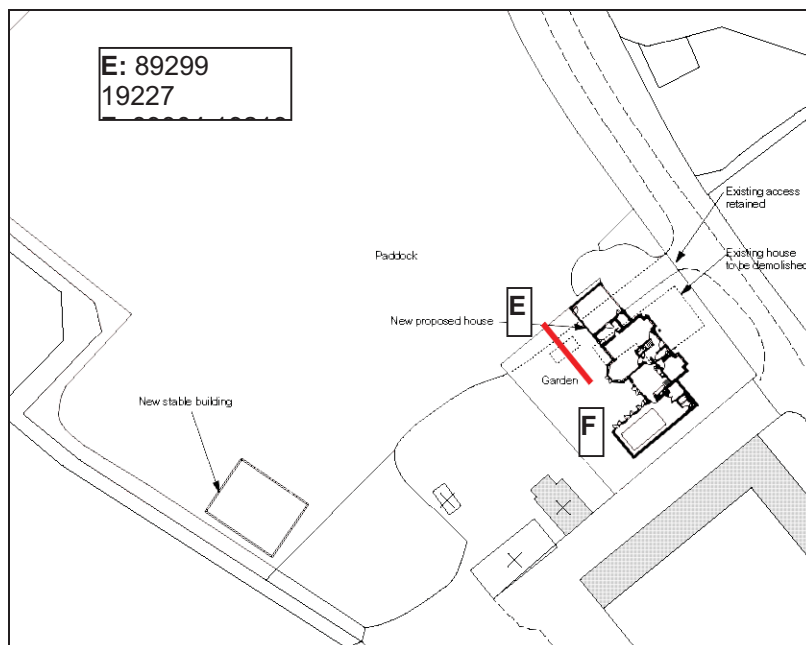 E: 89299
19227
Existing access
retained
Paddock
Existing house
to be demolished
E
New proposed house
Garden
New stable building
F